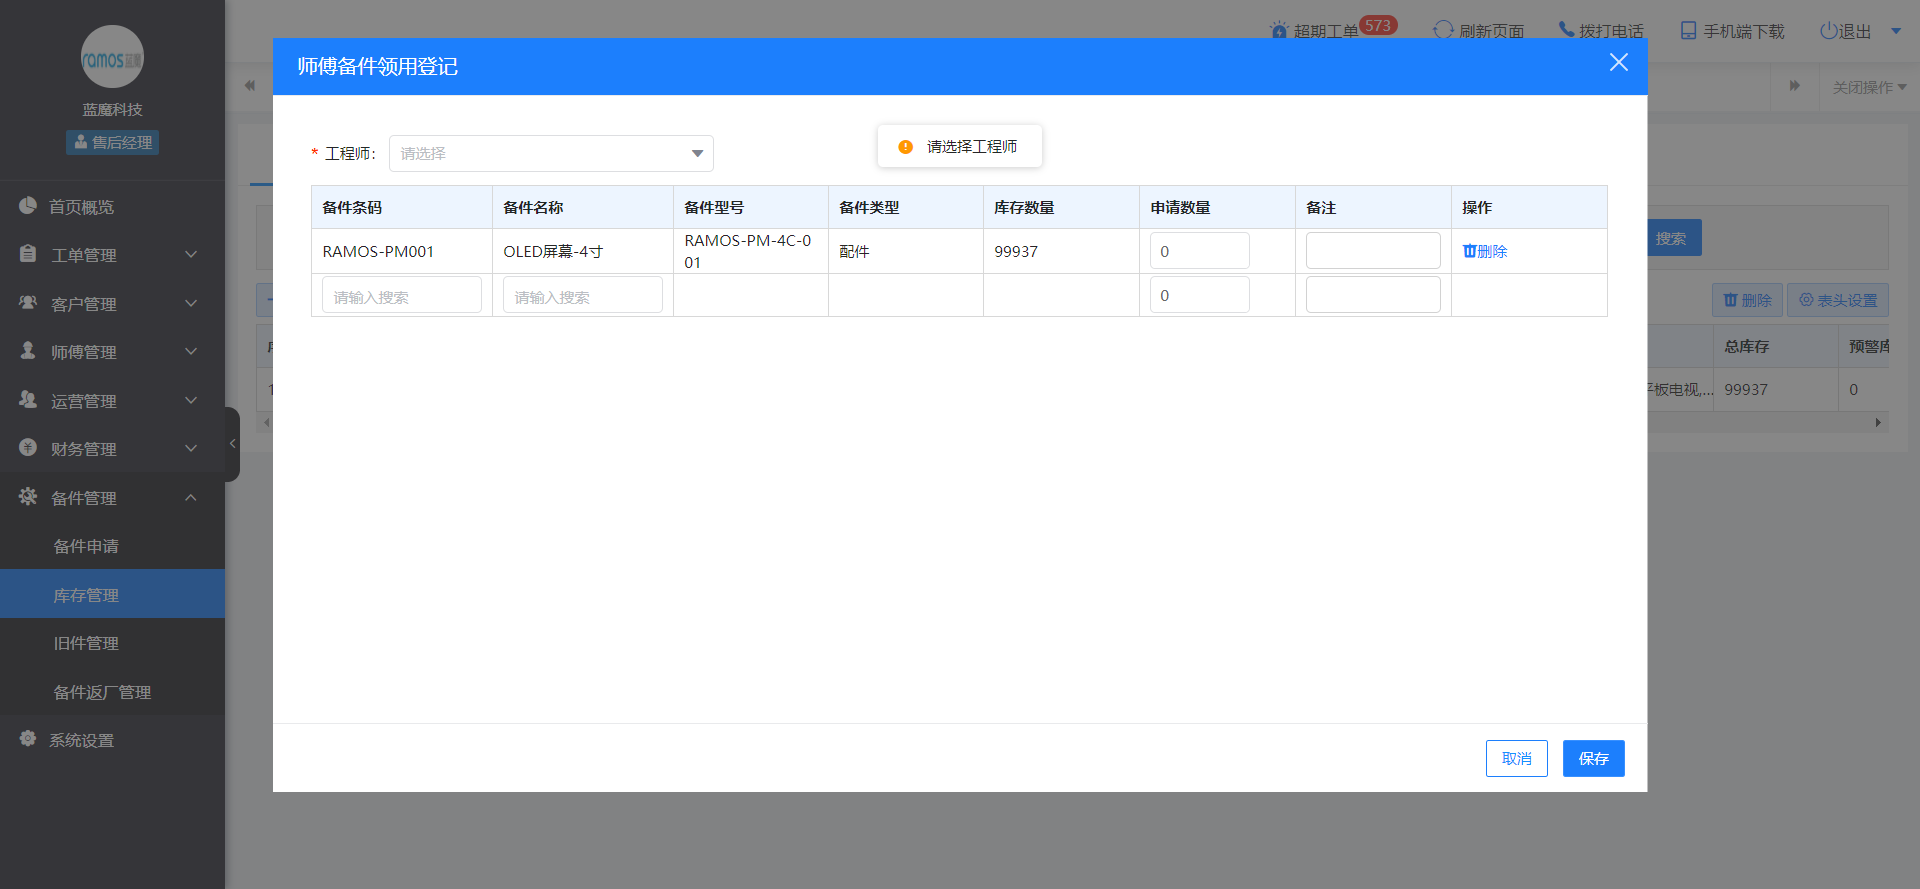 ramos蓝魔
蓝魔科技
售后经理
首页概览
工单管理
客户管理
师傅管理
运营管理
财务管理
备件管理
备件申请
库存管理
旧件管理
备件返厂管理
系统设置
超期工单 573 刷新页面 拨打电话 手机端下载 退出
关闭操作
师傅备件领用登记
* 工程师： 请选择
请选择工程师
备件条码 备件名称 备件型号 备件类型 库存数量 申请数量 备注 操作
RAMOS-PM001 OLED屏幕-4寸 RAMOS-PM-4C-001 配件 99937 0 删除
请输入搜索 请输入搜索 0
搜索
删除 表头设置
总库存 预警库
平板电视,... 99937 0
取消 保存